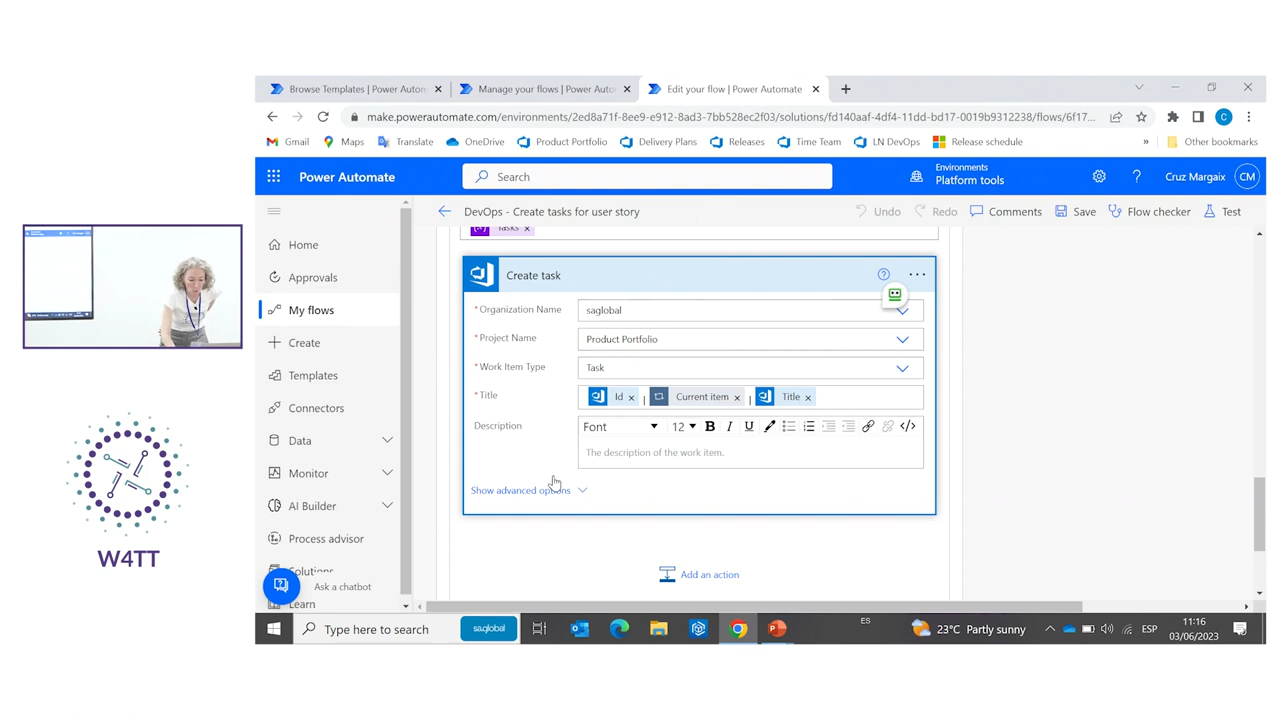 Browse Templates | Power Autom
Manage your flows | Power Auto
Edit your flow | Power Automate
make.powerautomate.com/environments/2ed8a71f-8ee9-e912-8ad3-7bb528ec2f03/solutions/fd140aaf-4df4-11dd-bd17-0019b9312238/flows/6f17...
C
Gmail
Maps
Translate
OneDrive
Product Portfolio
Delivery Plans
Releases
Time Team
LN DevOps
Release schedule
»
Other bookmarks
Power Automate
Search
Environments
Platform tools
?
Cruz Margaix
CM
DevOps - Create tasks for user story
Undo
Redo
Comments
Save
Flow checker
Test
Home
Approvals
My flows
Create
Templates
Connectors
Data
Monitor
AI Builder
Process advisor
Solutions
Ask a chatbot
Learn
Tasks
Create task
* Organization Name
saglobal
* Project Name
Product Portfolio
* Work Item Type
Task
* Title
Id | Current item | Title
Description
Font
12
B I U
</>
The description of the work item.
Show advanced options
Add an action
W4TT
Type here to search
sa.global
ES
23°C Partly sunny
ESP
11:16
03/06/2023